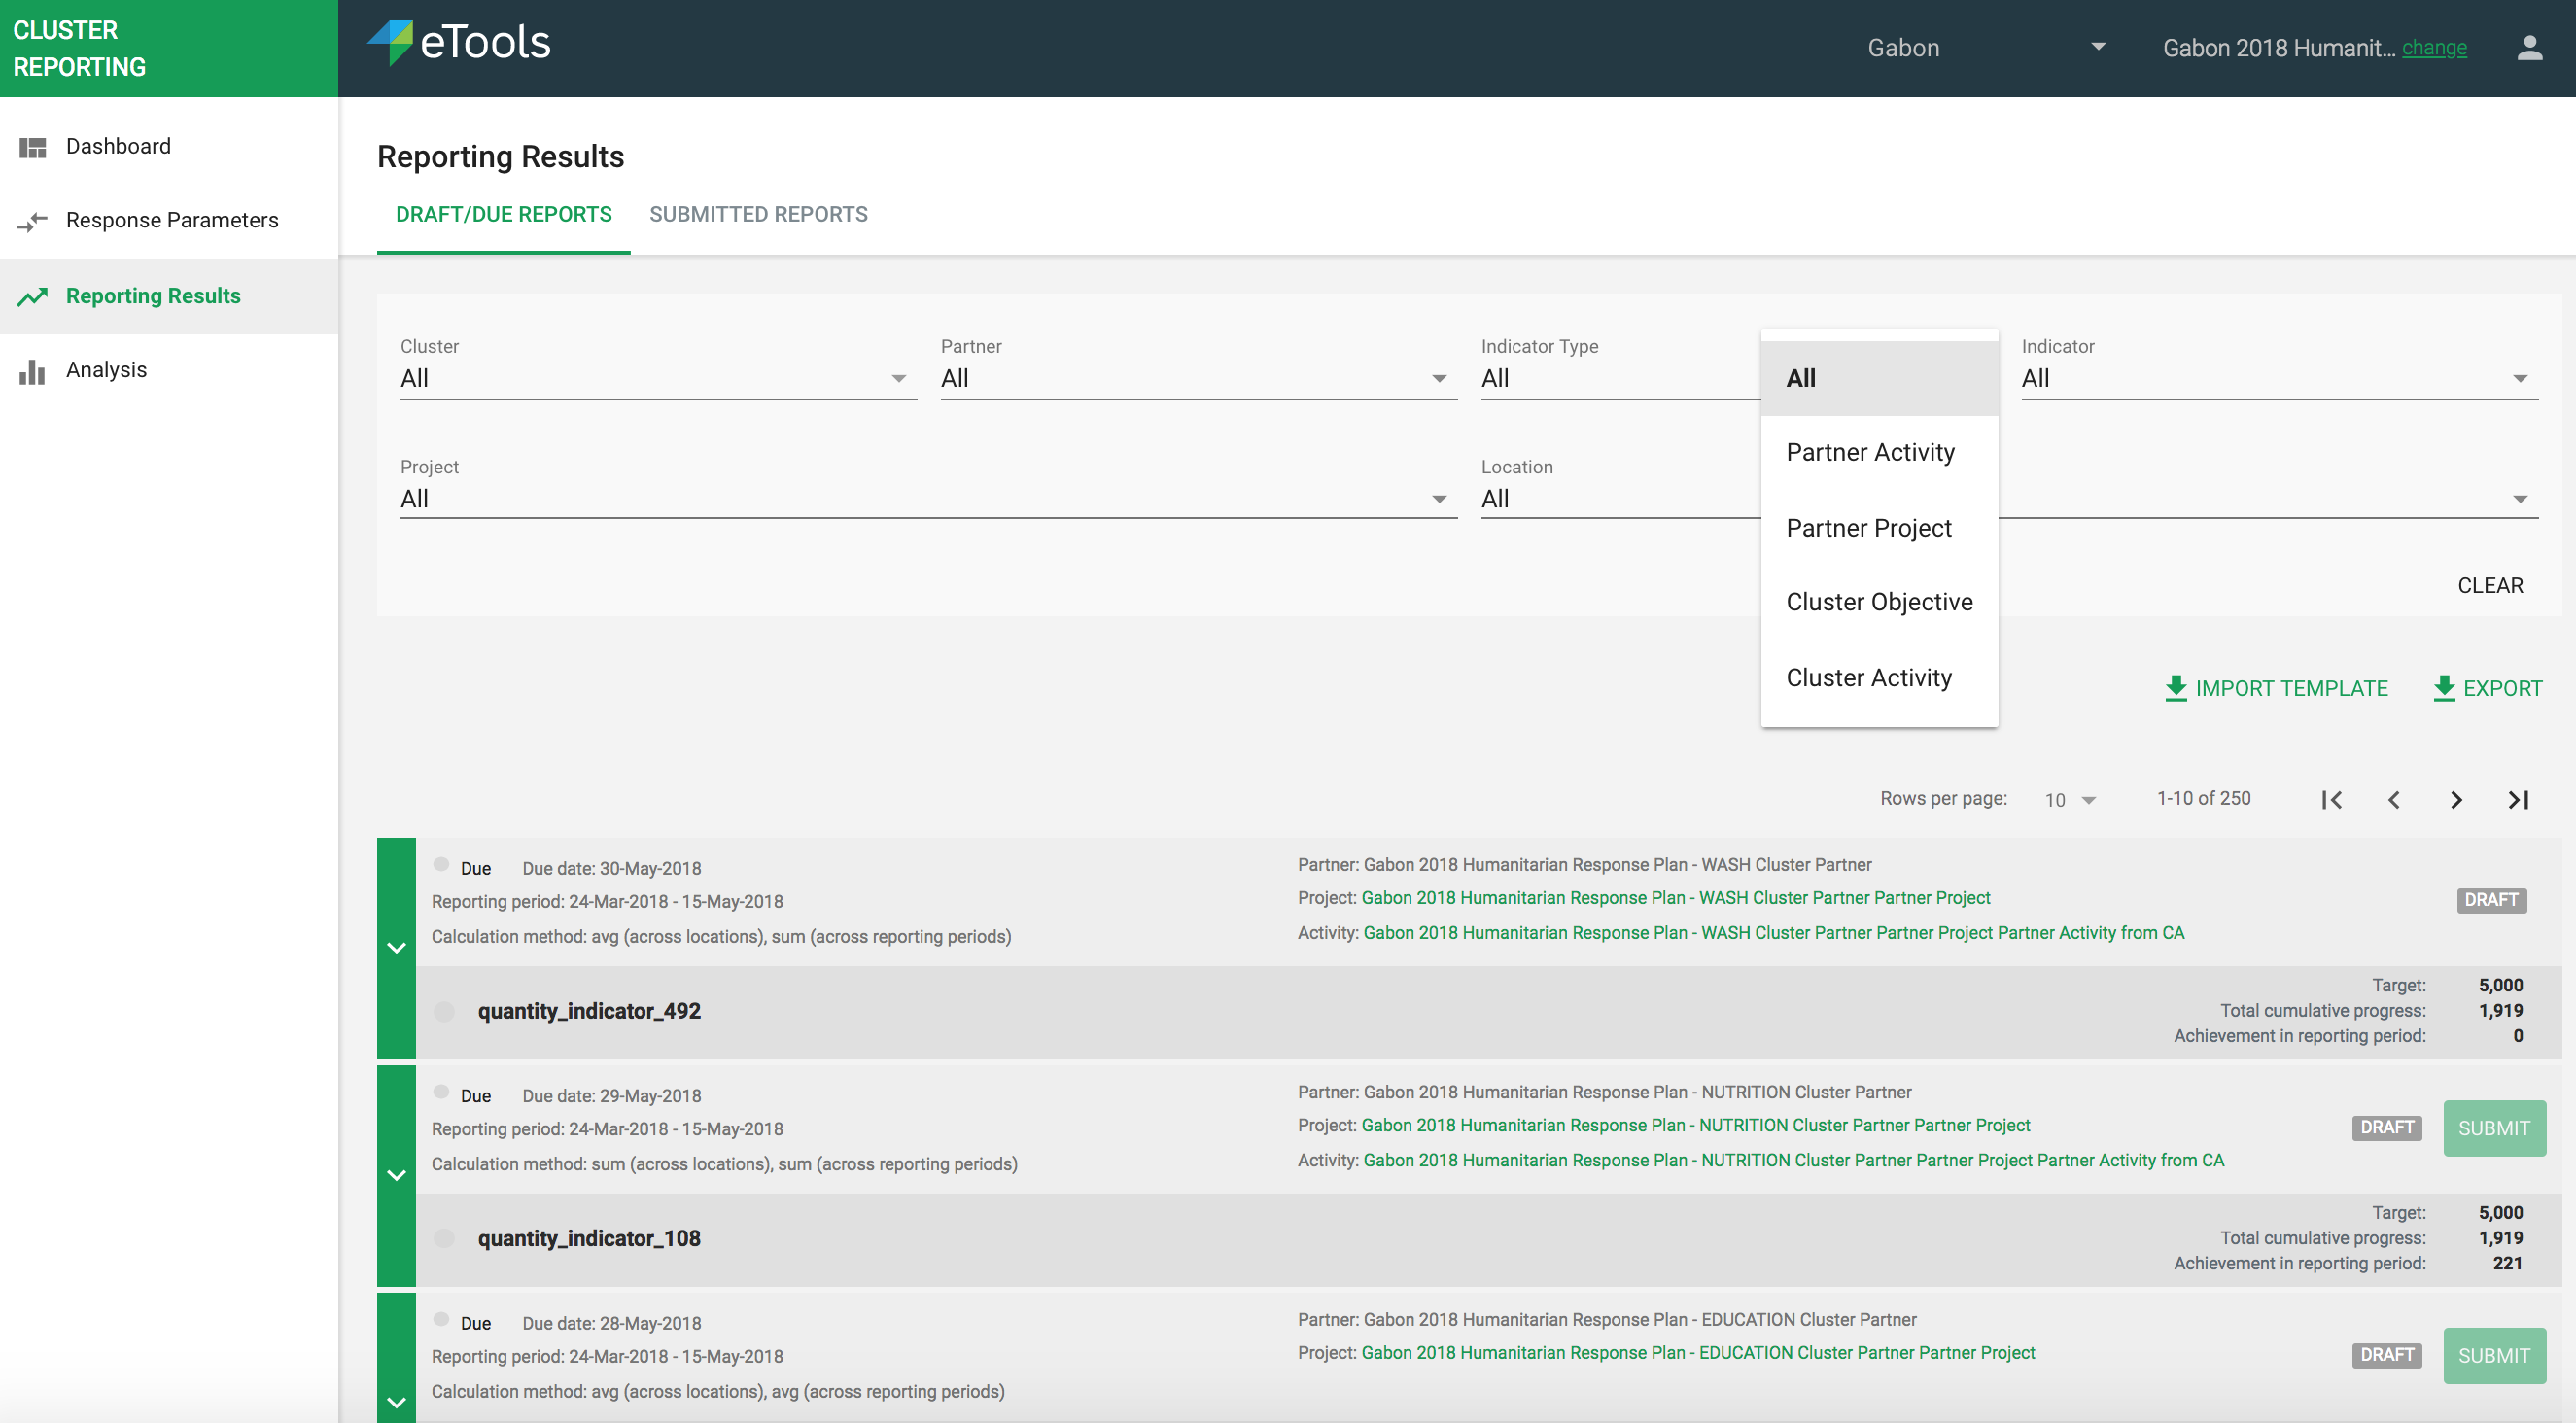 CLUSTER
REPORTING
eTools
Gabon
Gabon 2018 Humanit... change
Dashboard
Response Parameters
Reporting Results
Analysis
Reporting Results
DRAFT/DUE REPORTS SUBMITTED REPORTS
Cluster Partner Indicator Type Indicator
All All All All All
Partner Activity
Project Location
All All
Partner Project
Cluster Objective
Cluster Activity
CLEAR
IMPORT TEMPLATE EXPORT
Rows per page: 10 1-10 of 250
Due Due date: 30-May-2018
Reporting period: 24-Mar-2018 - 15-May-2018
Calculation method: avg (across locations), sum (across reporting periods)
Partner: Gabon 2018 Humanitarian Response Plan - WASH Cluster Partner
Project: Gabon 2018 Humanitarian Response Plan - WASH Cluster Partner Partner Project
Activity: Gabon 2018 Humanitarian Response Plan - WASH Cluster Partner Partner Project Partner Activity from CA
DRAFT
quantity_indicator_492
Target: 5,000
Total cumulative progress: 1,919
Achievement in reporting period: 0
Due Due date: 29-May-2018
Reporting period: 24-Mar-2018 - 15-May-2018
Calculation method: sum (across locations), sum (across reporting periods)
Partner: Gabon 2018 Humanitarian Response Plan - NUTRITION Cluster Partner
Project: Gabon 2018 Humanitarian Response Plan - NUTRITION Cluster Partner Partner Project
Activity: Gabon 2018 Humanitarian Response Plan - NUTRITION Cluster Partner Partner Project Partner Activity from CA
DRAFT SUBMIT
quantity_indicator_108
Target: 5,000
Total cumulative progress: 1,919
Achievement in reporting period: 221
Due Due date: 28-May-2018
Reporting period: 24-Mar-2018 - 15-May-2018
Calculation method: avg (across locations), avg (across reporting periods)
Partner: Gabon 2018 Humanitarian Response Plan - EDUCATION Cluster Partner
Project: Gabon 2018 Humanitarian Response Plan - EDUCATION Cluster Partner Partner Project
DRAFT SUBMIT